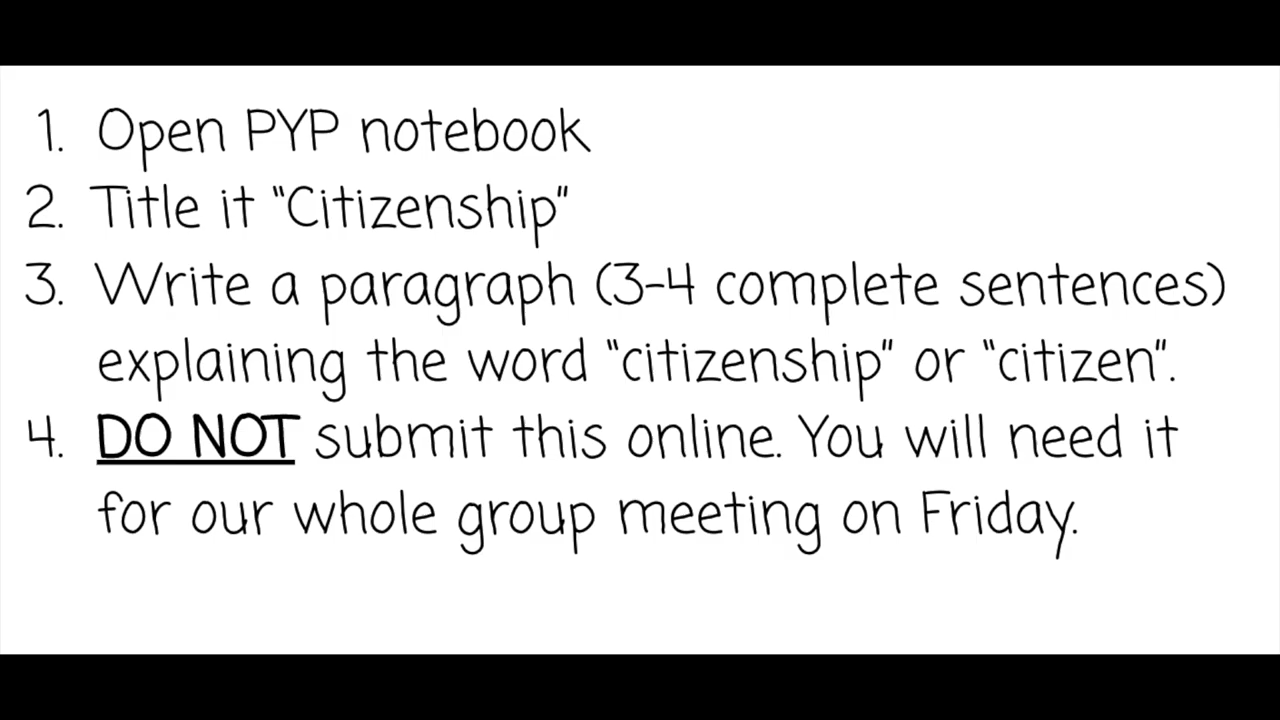 1. Open PYP notebook
2. Title it "Citizenship"
3. Write a paragraph (3-4 complete sentences)
explaining the word "citizenship" or "citizen".
4. DO NOT submit this online. You will need it
for our whole group meeting on Friday.